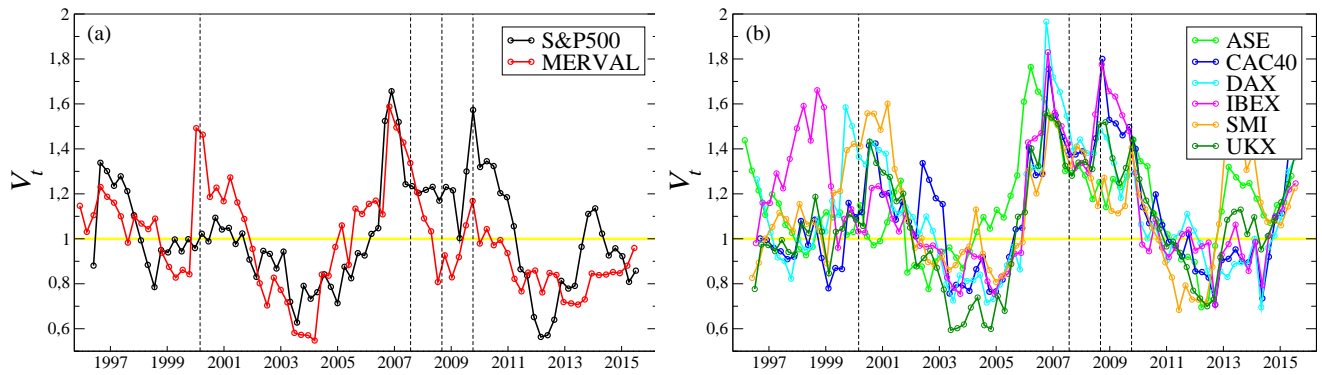 (a)
S&P500
MERVAL
2
1,8
1,6
1,4
1,2
1
0,8
0,6
V_t
1997 1999 2001 2003 2005 2007 2009 2011 2013 2015
(b)
ASE
CAC40
DAX
IBEX
SMI
UKX
2
1,8
1,6
1,4
1,2
1
0,8
0,6
V_t
1997 1999 2001 2003 2005 2007 2009 2011 2013 2015